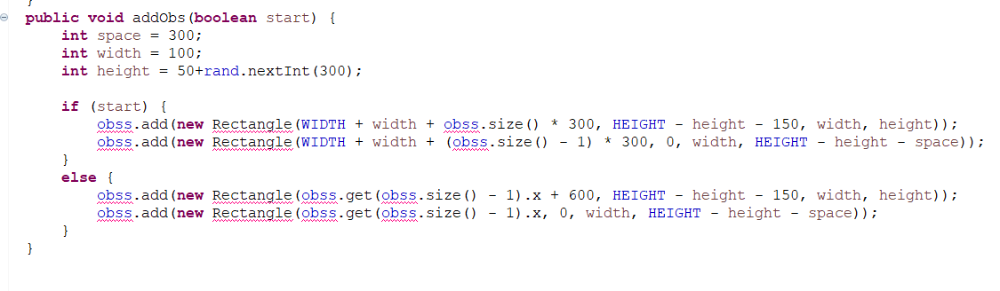 }
public void addObs(boolean start) {
    int space = 300;
    int width = 100;
    int height = 50+rand.nextInt(300);

    if (start) {
        obss.add(new Rectangle(WIDTH + width + obss.size() * 300, HEIGHT - height - 150, width, height));
        obss.add(new Rectangle(WIDTH + width + (obss.size() - 1) * 300, 0, width, HEIGHT - height - space));
    }
    else {
        obss.add(new Rectangle(obss.get(obss.size() - 1).x + 600, HEIGHT - height - 150, width, height));
        obss.add(new Rectangle(obss.get(obss.size() - 1).x, 0, width, HEIGHT - height - space));
    }
}